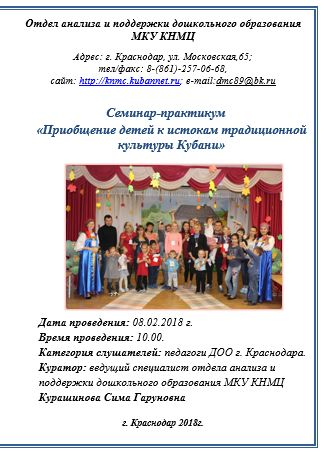 Отдел анализа и поддержки дошкольного образования
МКУ КНМЦ
Адрес: г. Краснодар, ул. Московская,65;
тел/факс: 8-(861)-257-06-68,
сайт: http://knmc.kubannet.ru; e-mail:dmc89@bk.ru
Семинар-практикум
«Приобщение детей к истокам традиционной
культуры Кубани»
Дата проведения: 08.02.2018 г.
Время проведения: 10.00.
Категория слушателей: педагоги ДОО г. Краснодара.
Куратор: ведущий специалист отдела анализа и
поддержки дошкольного образования МКУ КНМЦ
Курашинова Сима Гаруновна
г. Краснодар 2018г.